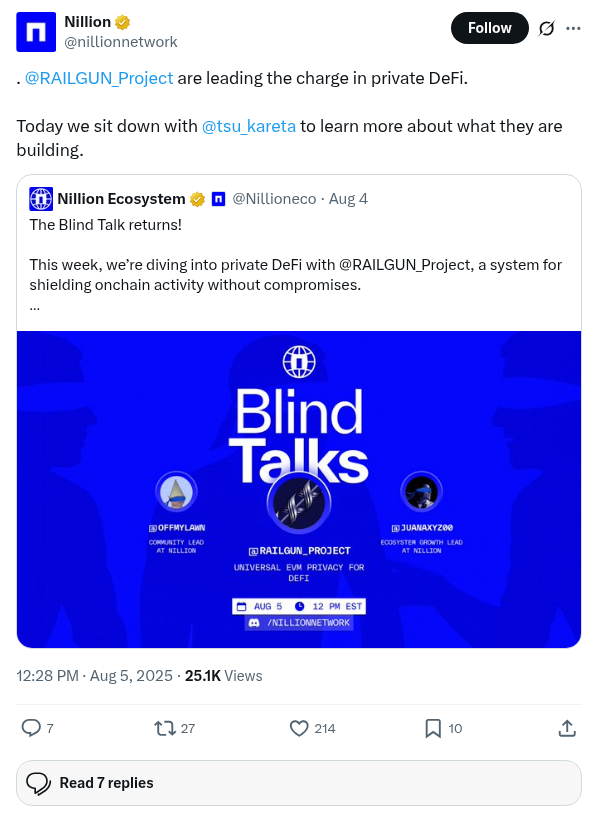 Nillion
@nillionnetwork
Follow
. @RAILGUN_Project are leading the charge in private DeFi.
Today we sit down with @tsu_kareta to learn more about what they are
building.
Nillion Ecosystem @Nillioneco · Aug 4
The Blind Talk returns!
This week, we're diving into private DeFi with @RAILGUN_Project, a system for
shielding onchain activity without compromises.
...
Blind
Talks
@OFFMYLAWN
COMMUNITY LEAD
AT NILLION
@RAILGUN_PROJECT
UNIVERSAL EVM PRIVACY FOR
DEFI
@JUANAXYZ00
ECOSYSTEM GROWTH LEAD
AT NILLION
AUG 5 12 PM EST
/NILLIONNETWORK
12:28 PM · Aug 5, 2025 · 25.1K Views
7 27 214 10
Read 7 replies